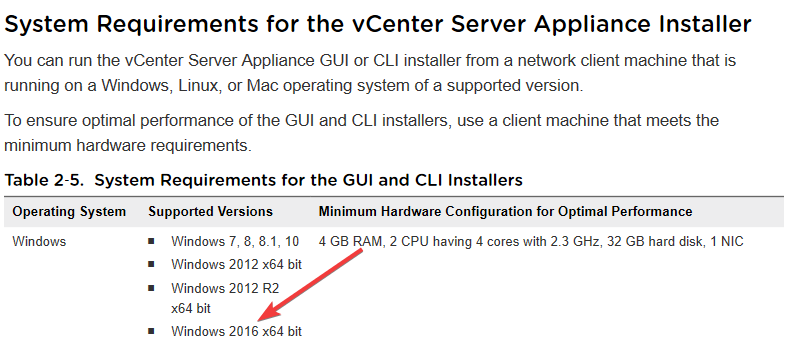 System Requirements for the vCenter Server Appliance Installer
You can run the vCenter Server Appliance GUI or CLI installer from a network client machine that is
running on a Windows, Linux, or Mac operating system of a supported version.
To ensure optimal performance of the GUI and CLI installers, use a client machine that meets the
minimum hardware requirements.
Table 2-5. System Requirements for the GUI and CLI Installers
Operating System Supported Versions Minimum Hardware Configuration for Optimal Performance
Windows ■ Windows 7, 8, 8.1, 10 4 GB RAM, 2 CPU having 4 cores with 2.3 GHz, 32 GB hard disk, 1 NIC
■ Windows 2012 x64 bit
■ Windows 2012 R2
x64 bit
■ Windows 2016 x64 bit